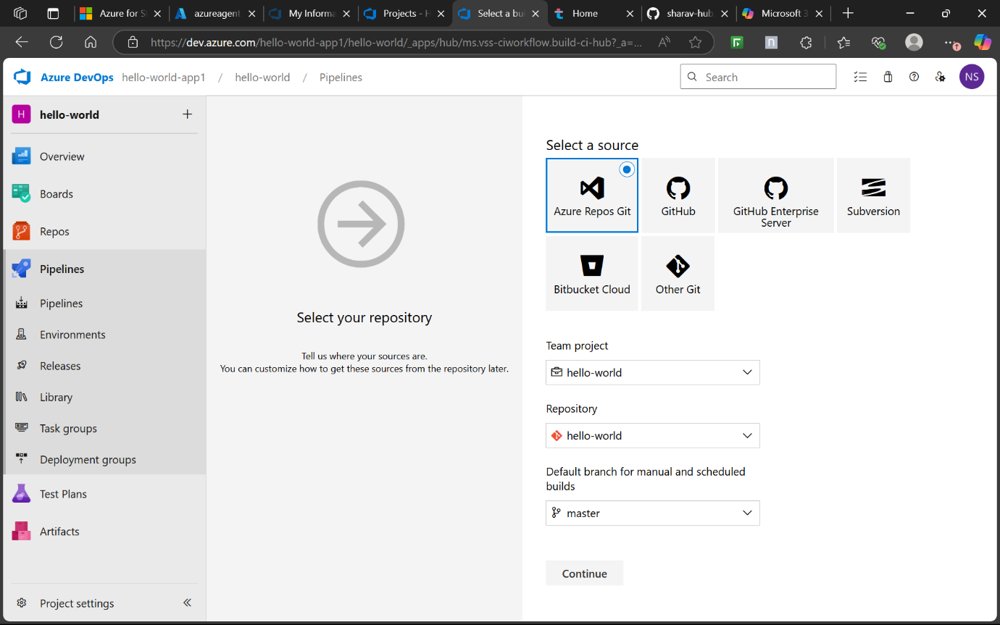 Azure for S
azureagent
My Informa
Projects - H
Select a bu
Home
sharav-hub
Microsoft 3
https://dev.azure.com/hello-world-app1/hello-world/_apps/hub/ms.vss-ciworkflow.build-ci-hub?_a=...
Azure DevOps hello-world-app1 / hello-world / Pipelines
Search
NS
H hello-world
Overview
Boards
Repos
Pipelines
Pipelines
Environments
Releases
Library
Task groups
Deployment groups
Test Plans
Artifacts
Project settings
Select your repository
Tell us where your sources are.
You can customize how to get these sources from the repository later.
Select a source
Azure Repos Git
GitHub
GitHub Enterprise
Server
Subversion
Bitbucket Cloud
Other Git
Team project
hello-world
Repository
hello-world
Default branch for manual and scheduled
builds
master
Continue